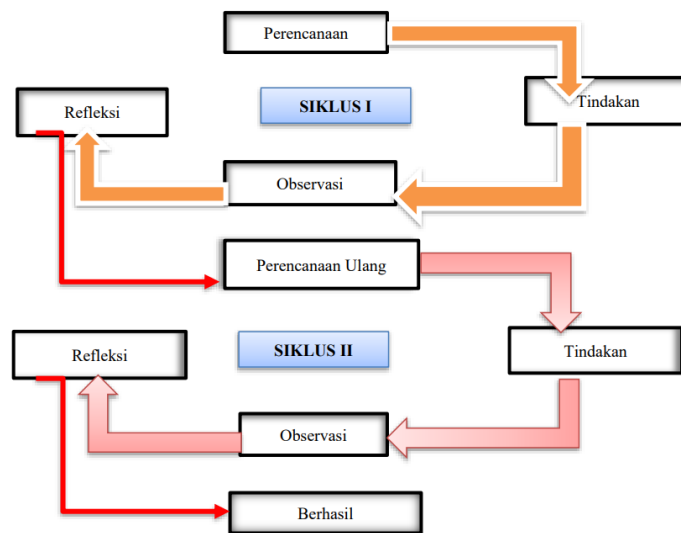 Perencanaan
Refleksi
SIKLUS I
Tindakan
Observasi
Perencanaan Ulang
Refleksi
SIKLUS II
Tindakan
Observasi
Berhasil